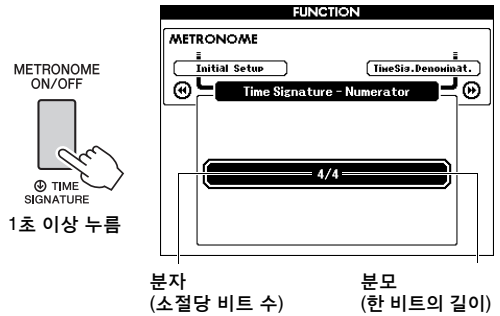 FUNCTION
METRONOME
Initial Setup
TimeSig.Denominat.
Time Signature - Numerator
4/4
METRONOME
ON/OFF
TIME
SIGNATURE
1초 이상 누름
분자
(소절당 비트 수)
분모
(한 비트의 길이)